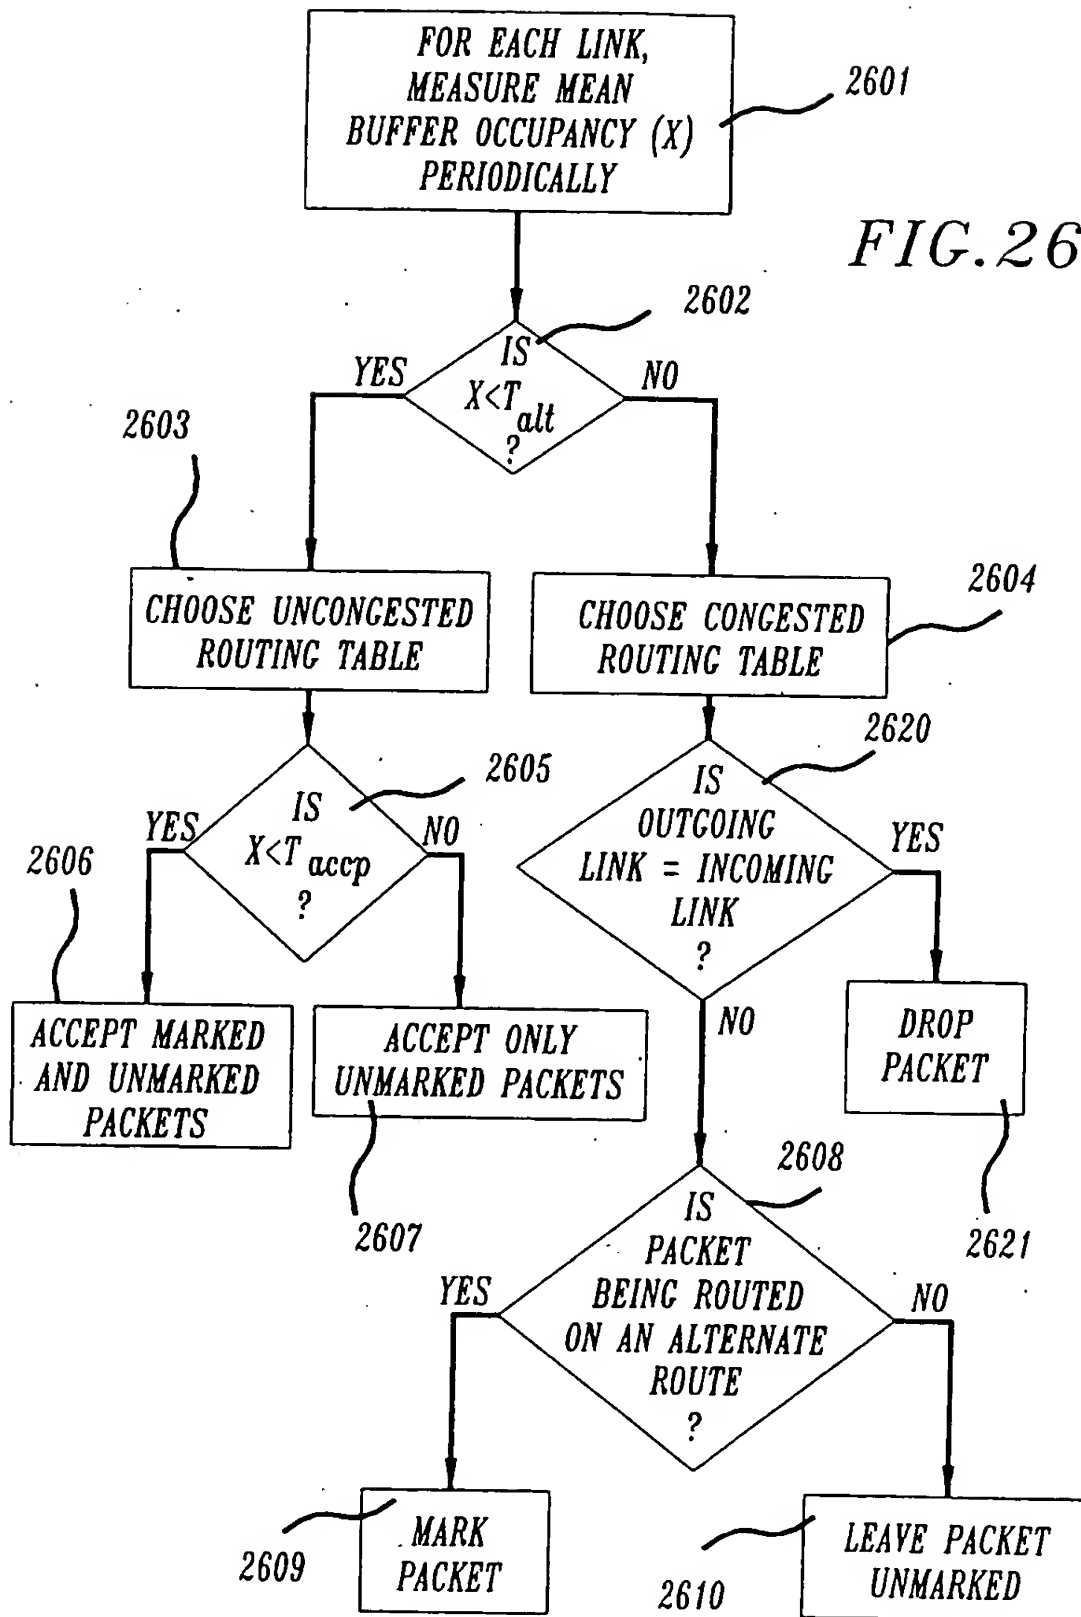 FOR EACH LINK,
MEASURE MEAN
BUFFER OCCUPANCY (X)
PERIODICALLY
2601
FIG.26
2602
IS
X<T alt
?
YES
NO
2603
CHOOSE UNCONGESTED
ROUTING TABLE
CHOOSE CONGESTED
ROUTING TABLE
2604
2605
IS
X<T accp
?
YES
NO
2620
IS
OUTGOING
LINK = INCOMING
LINK
?
YES
NO
2606
ACCEPT MARKED
AND UNMARKED
PACKETS
ACCEPT ONLY
UNMARKED PACKETS
2607
DROP
PACKET
2621
2608
IS
PACKET
BEING ROUTED
ON AN ALTERNATE
ROUTE
?
YES
NO
MARK
PACKET
2609
LEAVE PACKET
UNMARKED
2610